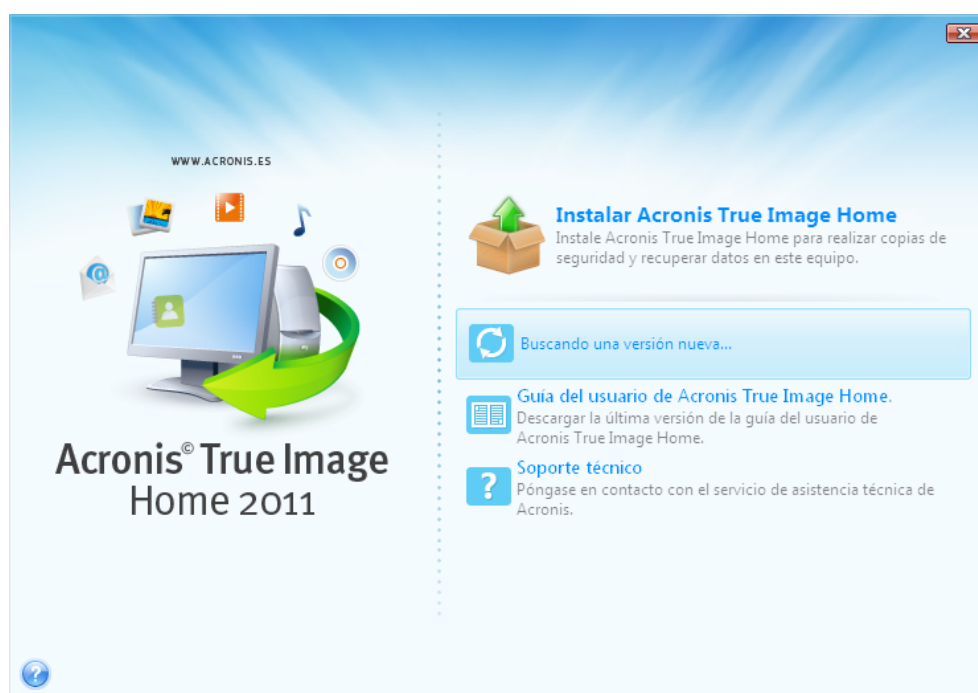 WWW.ACRONIS.ES
Acronis© True Image
Home 2011
Instalar Acronis True Image Home
Instale Acronis True Image Home para realizar copias de
seguridad y recuperar datos en este equipo.
Buscando una versión nueva...
Guía del usuario de Acronis True Image Home.
Descargar la última versión de la guía del usuario de
Acronis True Image Home.
Soporte técnico
Póngase en contacto con el servicio de asistencia técnica de
Acronis.